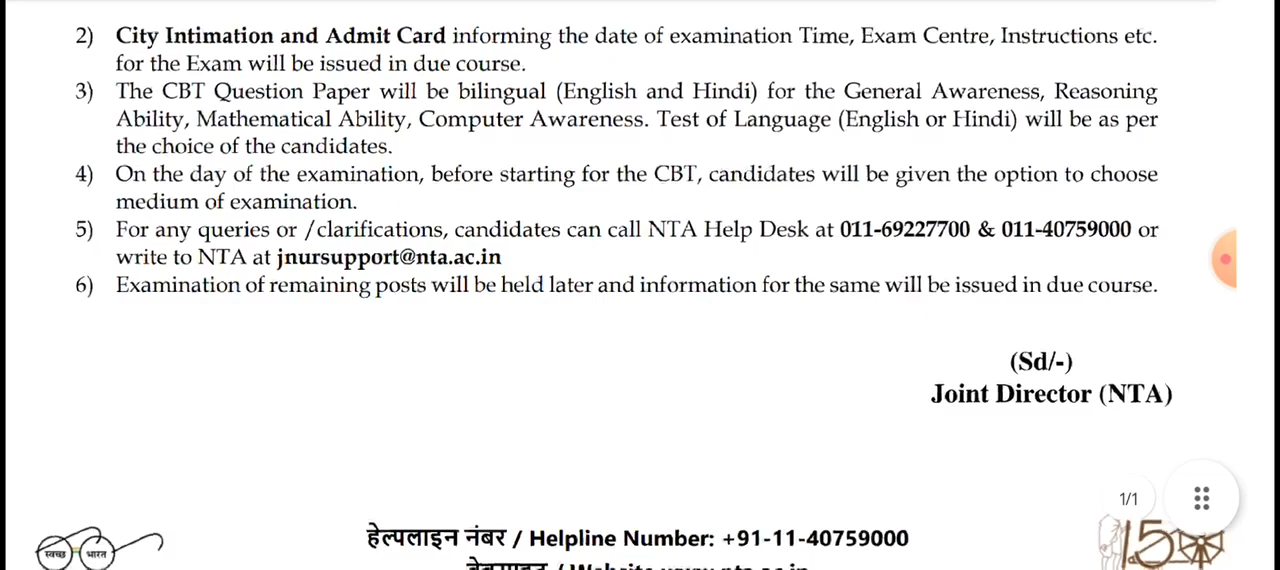 2) City Intimation and Admit Card informing the date of examination Time, Exam Centre, Instructions etc.
for the Exam will be issued in due course.
3) The CBT Question Paper will be bilingual (English and Hindi) for the General Awareness, Reasoning
Ability, Mathematical Ability, Computer Awareness. Test of Language (English or Hindi) will be as per
the choice of the candidates.
4) On the day of the examination, before starting for the CBT, candidates will be given the option to choose
medium of examination.
5) For any queries or /clarifications, candidates can call NTA Help Desk at 011-69227700 & 011-40759000 or
write to NTA at jnursupport@nta.ac.in
6) Examination of remaining posts will be held later and information for the same will be issued in due course.
(Sd/-)
Joint Director (NTA)
1/1
हेल्पलाइन नंबर / Helpline Number: +91-11-40759000
स्वच्छ भारत
15